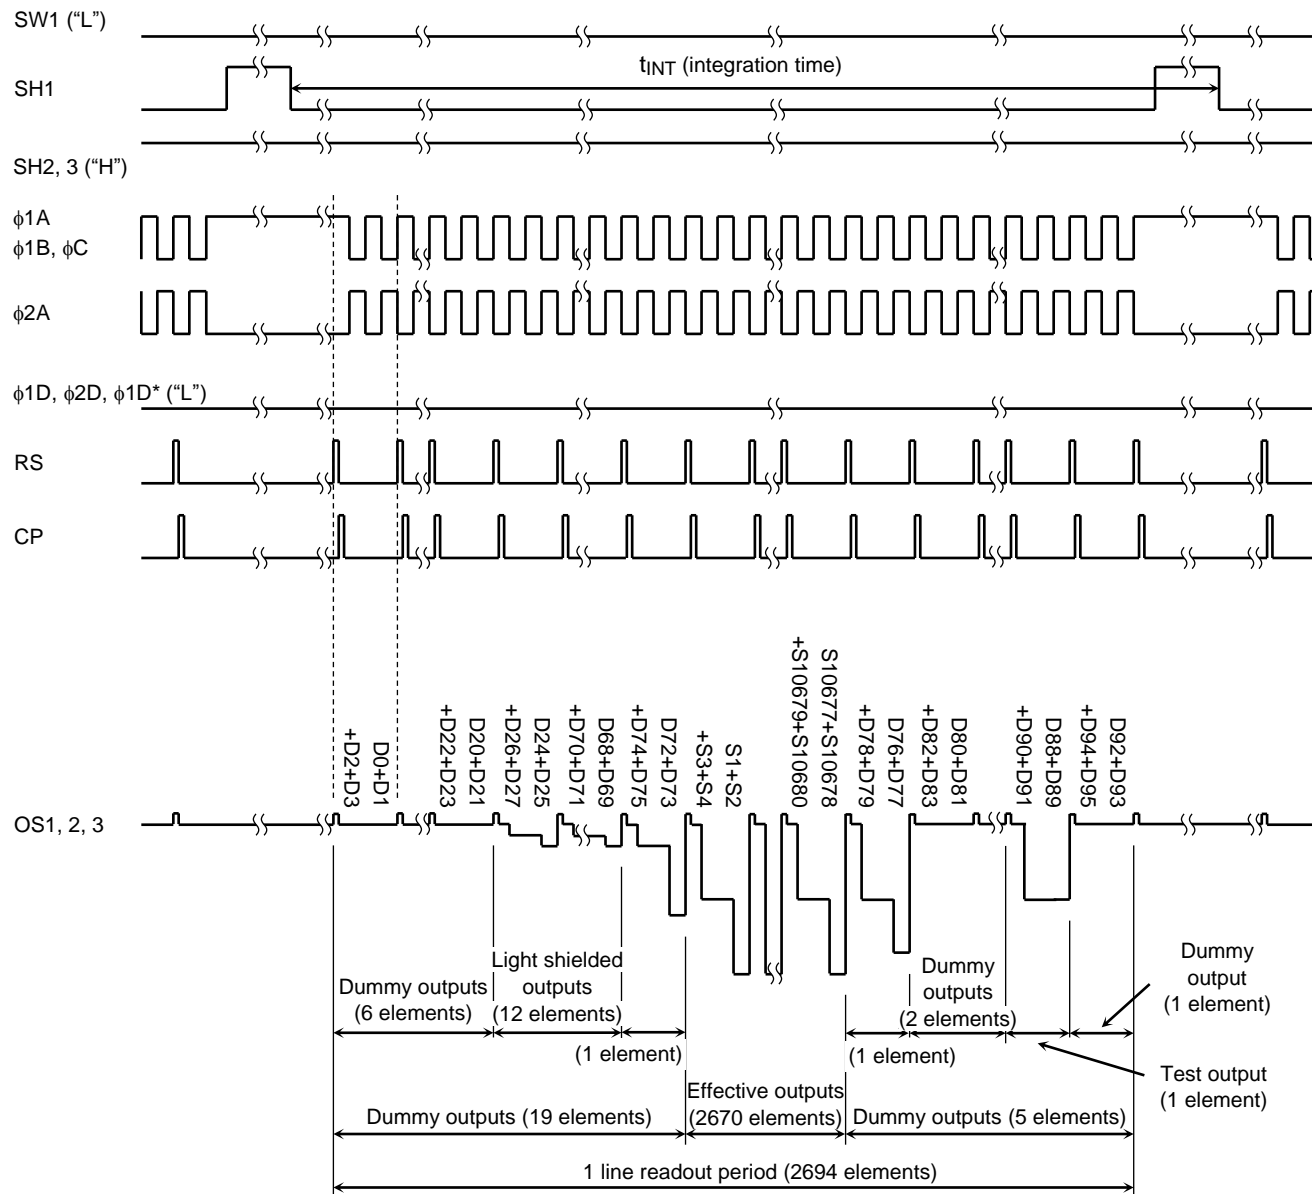 SW1 (“L”)
tINT (integration time)
SH1
SH2, 3 (“H”)
ϕ1A
ϕ1B, ϕC
ϕ2A
ϕ1D, ϕ2D, ϕ1D* (“L”)
RS
CP
D0+D1
+D2+D3
D20+D21
+D22+D23
D24+D25
+D26+D27
D68+D69
+D70+D71
D72+D73
+D74+D75
S1+S2
+S3+S4
S10677+S10678
+S10679+S10680
D76+D77
+D78+D79
D80+D81
+D82+D83
D88+D89
+D90+D91
D92+D93
+D94+D95
OS1, 2, 3
Dummy outputs
(6 elements)
Light shielded
outputs
(12 elements)
(1 element)
(1 element)
Dummy
outputs
(2 elements)
Dummy
output
(1 element)
Test output
(1 element)
Dummy outputs (19 elements)
Effective outputs
(2670 elements)
Dummy outputs (5 elements)
1 line readout period (2694 elements)